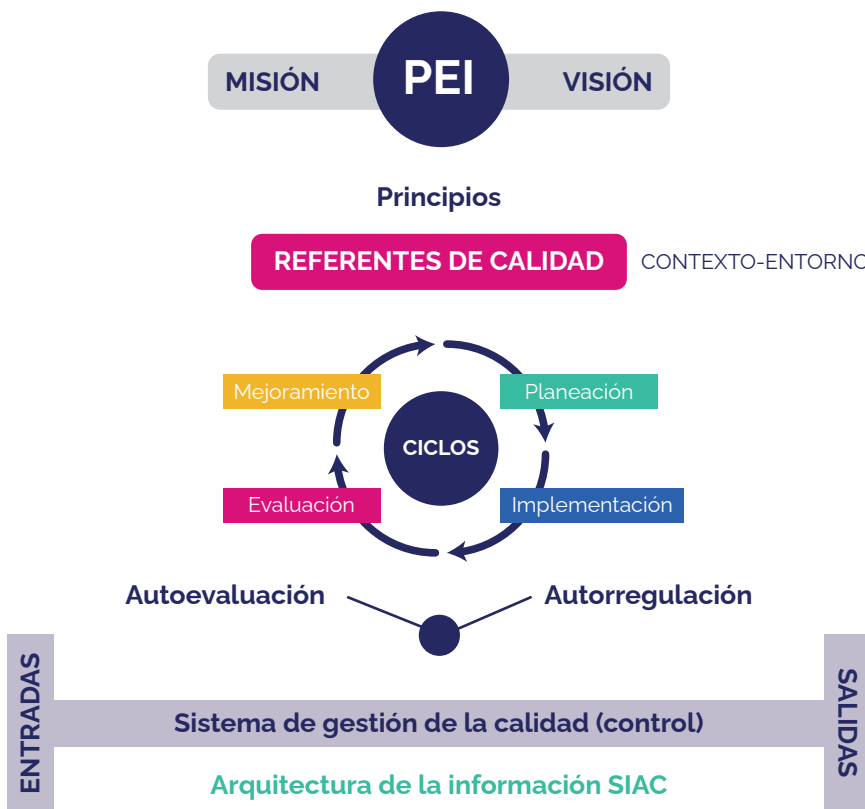 MISIÓN
PEI
VISIÓN
Principios
REFERENTES DE CALIDAD
CONTEXTO-ENTORNO
Mejoramiento
Planeación
CICLOS
Evaluación
Implementación
Autoevaluación
Autorregulación
ENTRADAS
SALIDAS
Sistema de gestión de la calidad (control)
Arquitectura de la información SIAC